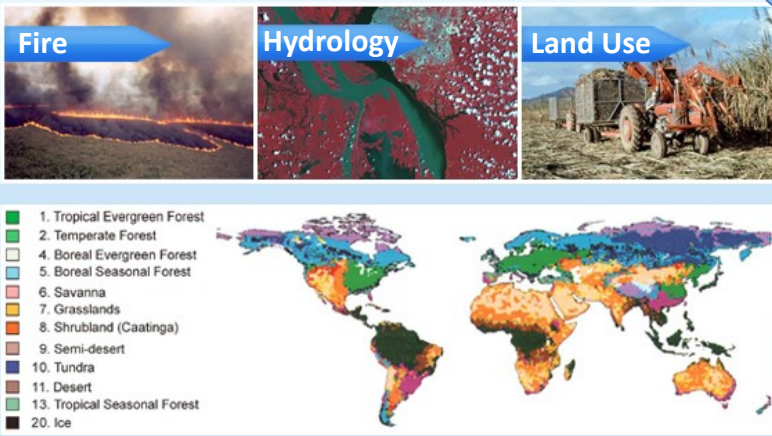 Fire
Hydrology
Land Use
1. Tropical Evergreen Forest
2. Temperate Forest
4. Boreal Evergreen Forest
5. Boreal Seasonal Forest
6. Savanna
7. Grasslands
8. Shrubland (Caatinga)
9. Semi-desert
10. Tundra
11. Desert
13. Tropical Seasonal Forest
20. Ice